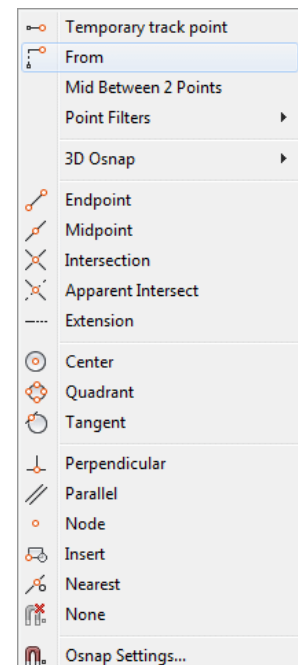 Temporary track point
From
Mid Between 2 Points
Point Filters
3D Osnap
Endpoint
Midpoint
Intersection
Apparent Intersect
Extension
Center
Quadrant
Tangent
Perpendicular
Parallel
Node
Insert
Nearest
None
Osnap Settings...